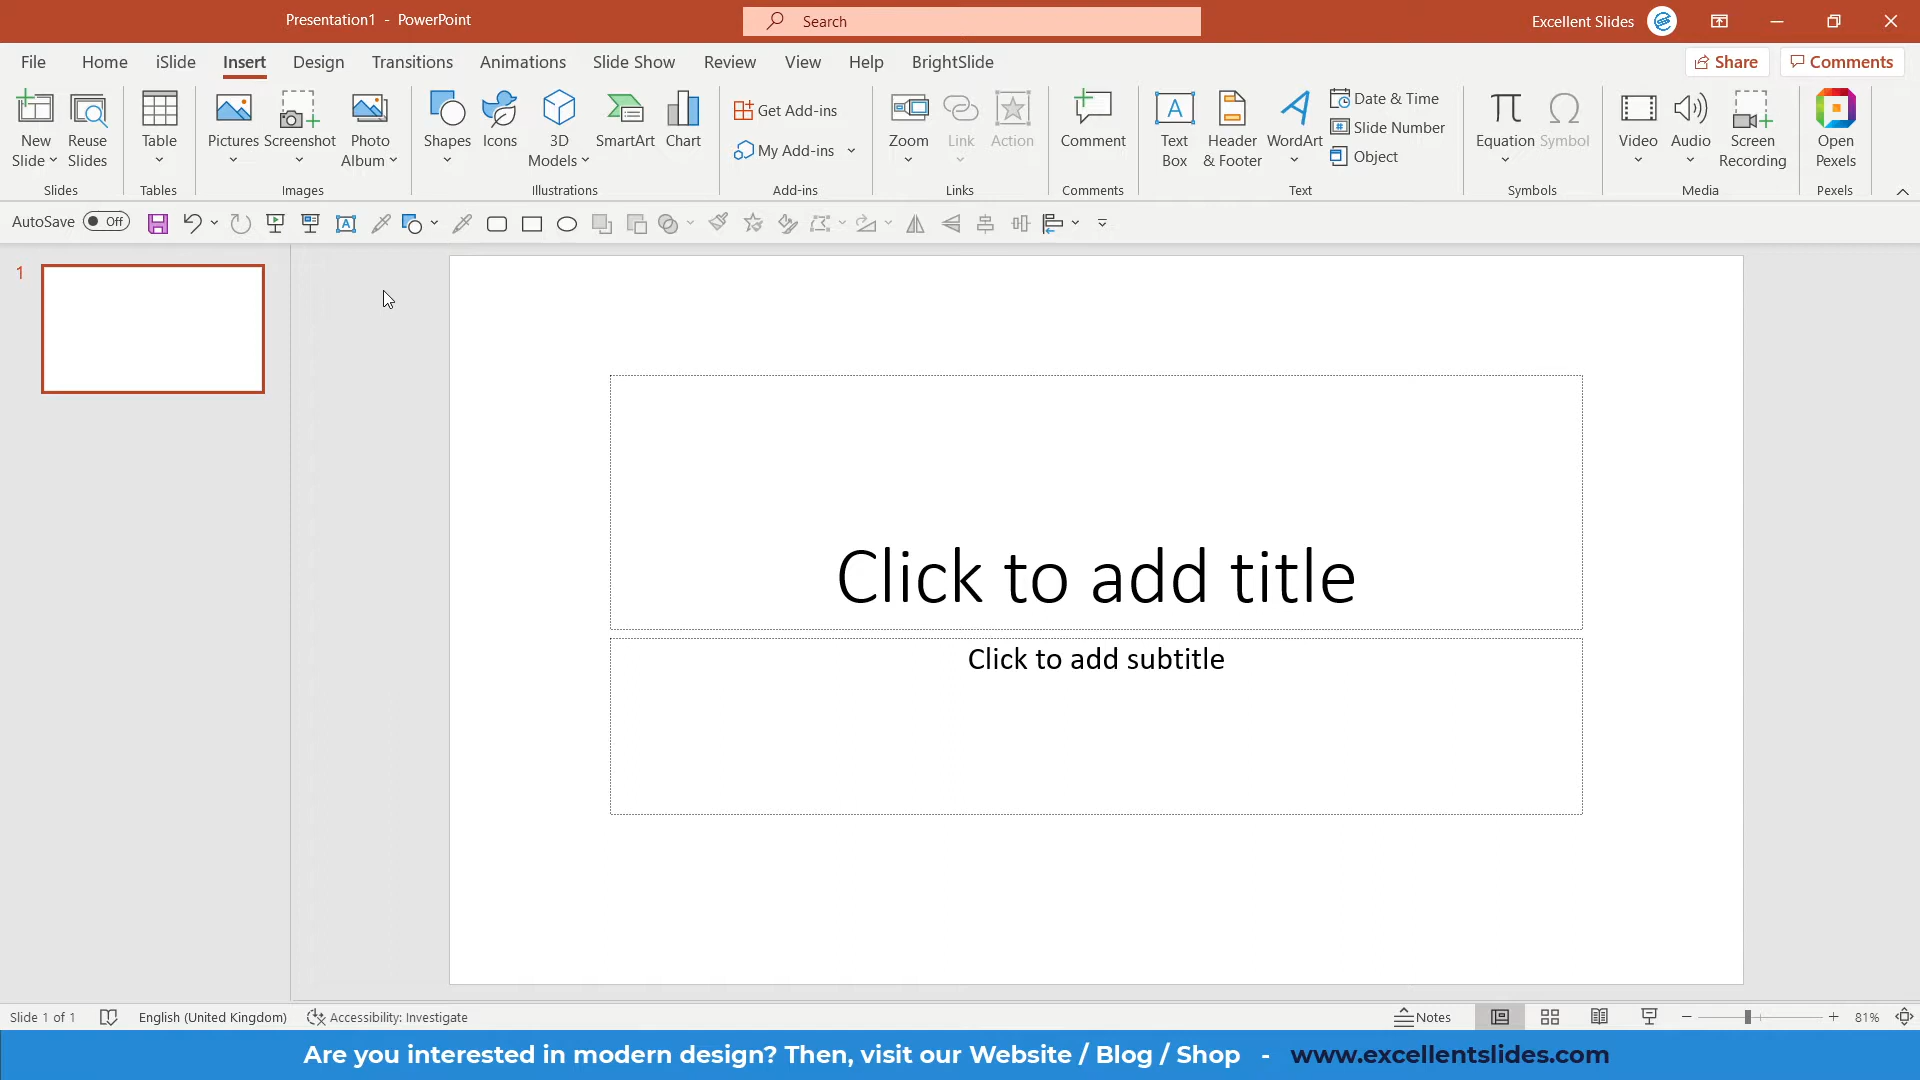 Presentation1 - PowerPoint
Search
Excellent Slides
File Home iSlide Insert Design Transitions Animations Slide Show Review View Help BrightSlide
Share Comments
New Slide
Reuse Slides
Table
Pictures
Screenshot
Photo Album
Shapes
Icons
3D Models
SmartArt
Chart
Get Add-ins
My Add-ins
Zoom
Link
Action
Comment
Text Box
Header & Footer
WordArt
Date & Time
Slide Number
Object
Equation
Symbol
Video
Audio
Screen Recording
Open Pexels
Slides Tables Images Illustrations Add-ins Links Comments Text Symbols Media Pexels
AutoSave Off
1
Click to add title
Click to add subtitle
Slide 1 of 1 English (United Kingdom) Accessibility: Investigate Notes 81%
Are you interested in modern design? Then, visit our Website / Blog / Shop - www.excellentslides.com